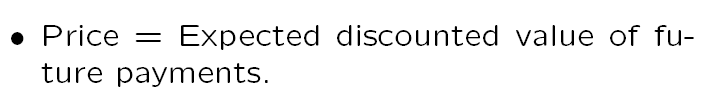 • Price = Expected discounted value of fu-
ture payments.